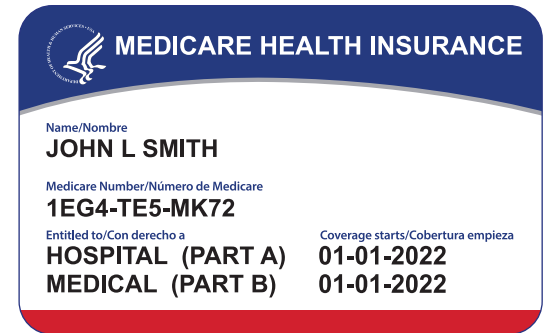 MEDICARE HEALTH INSURANCE
Name/Nombre
JOHN L SMITH
Medicare Number/Número de Medicare
1EG4-TE5-MK72
Entitled to/Con derecho a Coverage starts/Cobertura empieza
HOSPITAL (PART A) 01-01-2022
MEDICAL (PART B) 01-01-2022